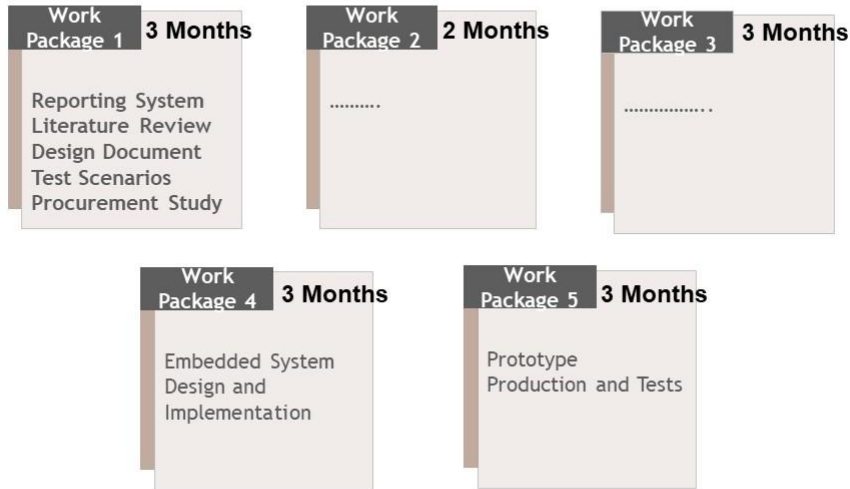 Work
Package 1
3 Months
Reporting System
Literature Review
Design Document
Test Scenarios
Procurement Study
Work
Package 2
2 Months
..........
Work
Package 3
3 Months
................
Work
Package 4
3 Months
Embedded System
Design and
Implementation
Work
Package 5
3 Months
Prototype
Production and Tests